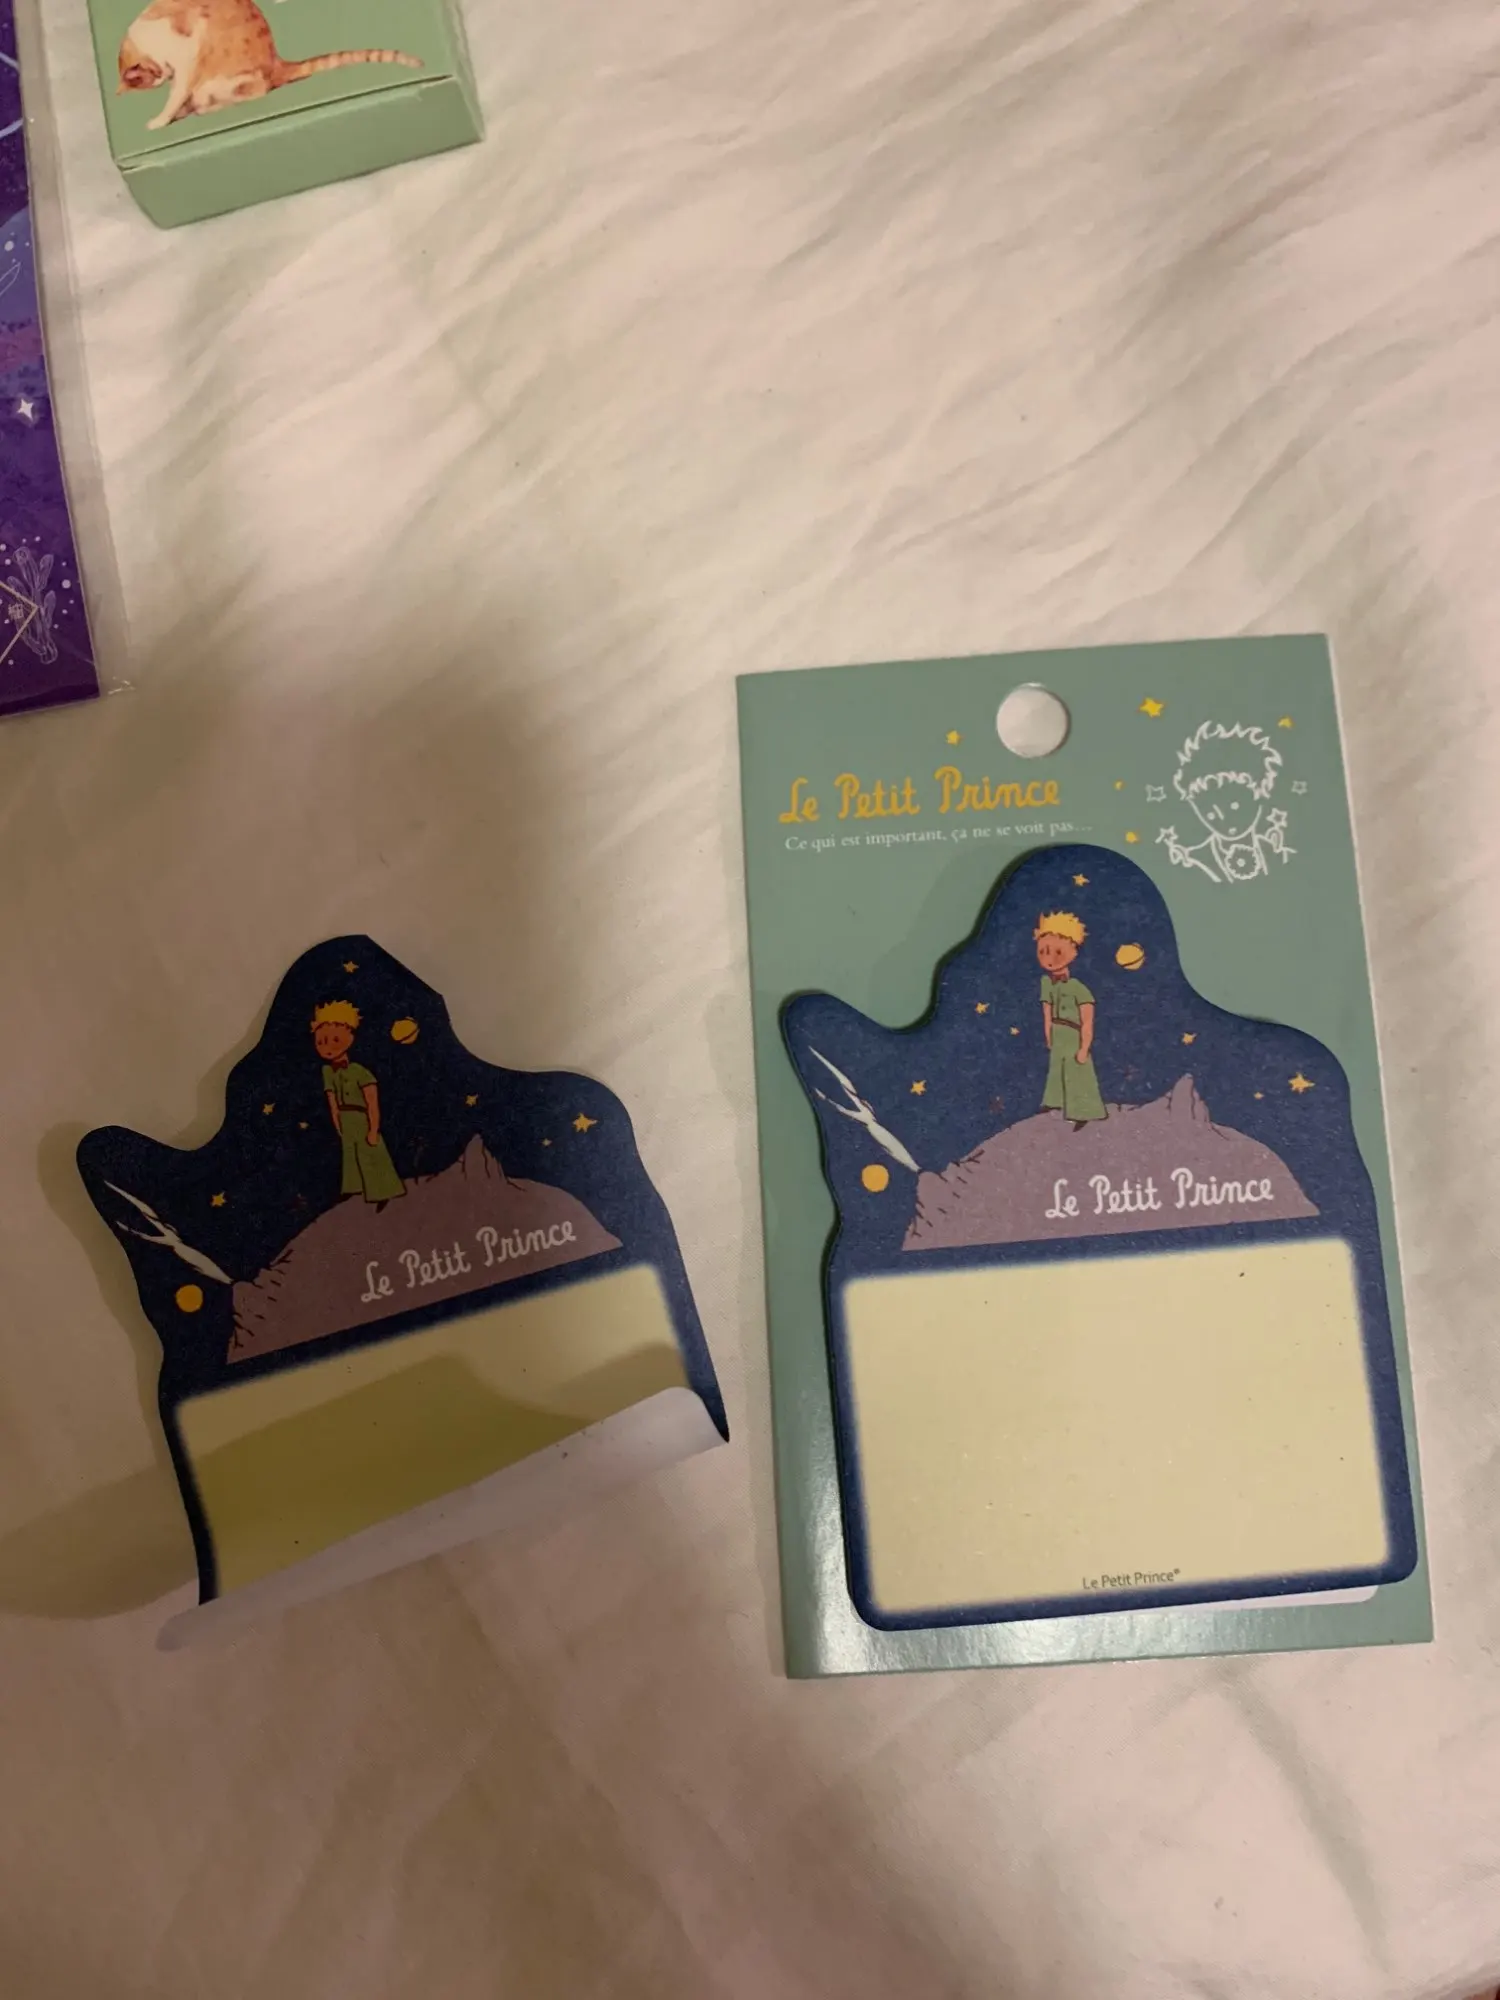 Le Petit Prince
Ce qui est important, ça ne se voit pas...
Le Petit Prince
Le Petit Prince®
Le Petit Prince